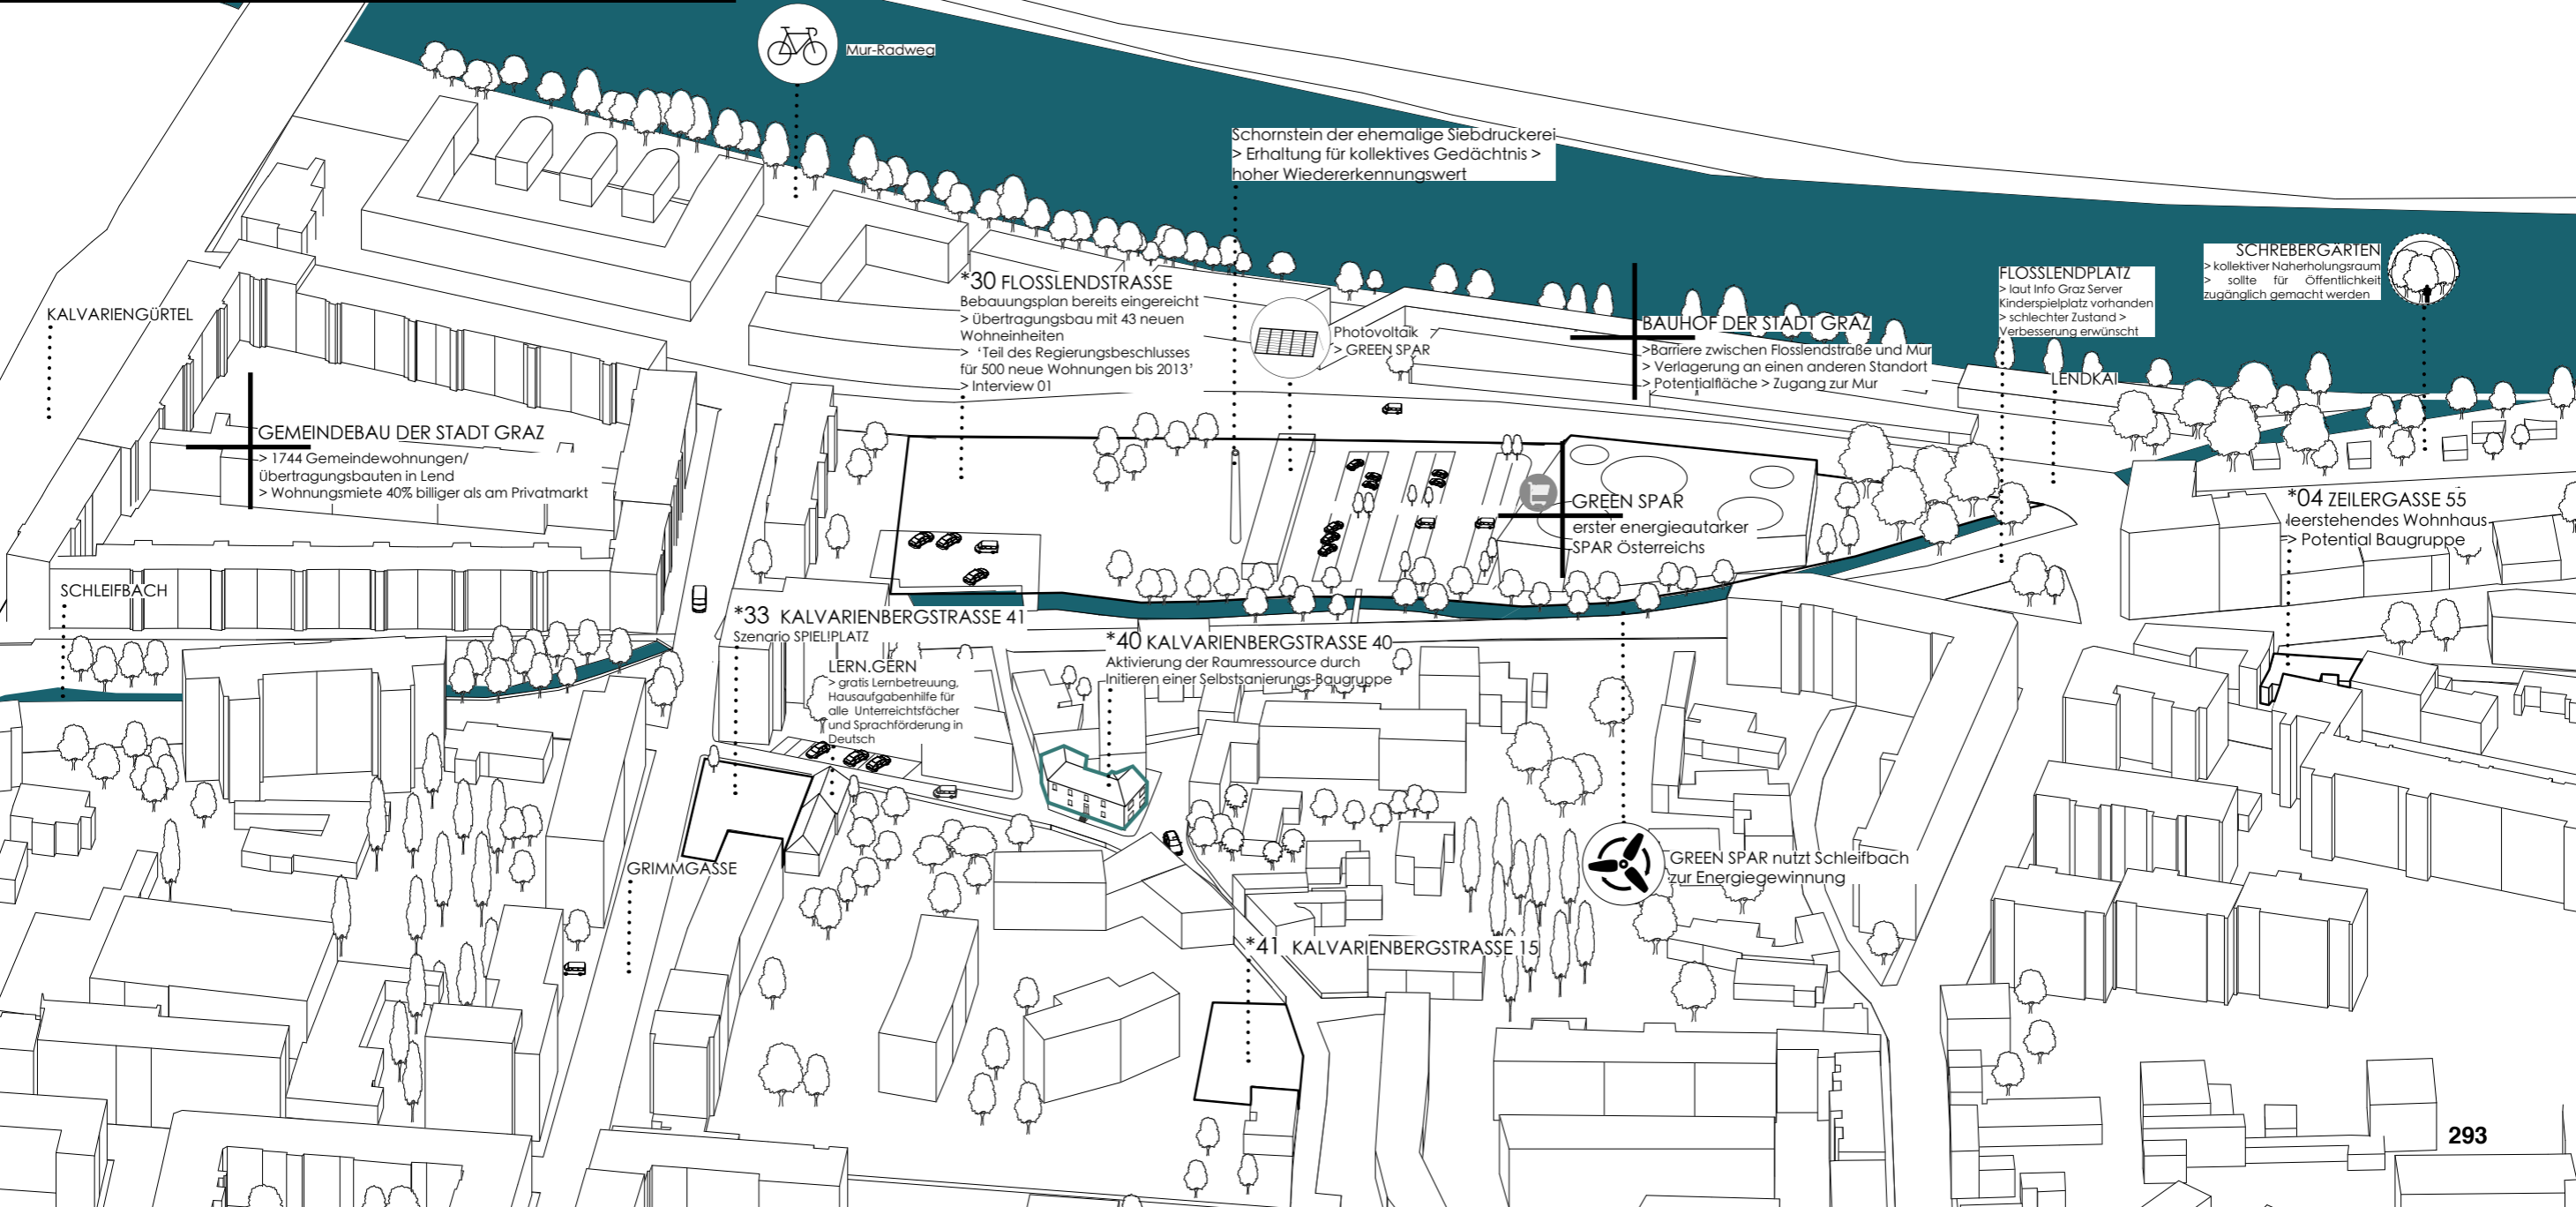 Mur-Radweg
Schornstein der ehemalige Siebdruckerei
> Erhaltung für kollektives Gedächtnis >
hoher Wiedererkennungswert
SCHREBERGÄRTEN
> kollektiver Naherholungsraum
> sollte für Öffentlichkeit
zugänglich gemacht werden
FLOSSLENDPLATZ
> laut Info Graz Server
Kinderspielplatz vorhanden
> schlechter Zustand >
Verbesserung erwünscht
*30 FLOSSLENDSTRASSE
Bebauungsplan bereits eingereicht
> Übertragungsbau mit 43 neuen
Wohneinheiten
> 'Teil des Regierungsbeschlusses
für 500 neue Wohnungen bis 2013'
> Interview 01
KALVARIENGÜRTEL
Photovoltaik
> GREEN SPAR
BAUHOF DER STADT GRAZ
>Barriere zwischen Flosslendstraße und Mur
> Verlagerung an einen anderen Standort
> Potentialfläche > Zugang zur Mur
LENDKAI
GEMEINDEBAU DER STADT GRAZ
> 1744 Gemeindewohnungen/
Übertragungsbauten in Lend
> Wohnungsmiete 40% billiger als am Privatmarkt
GREEN SPAR
erster energieautarker
SPAR Österreichs
*04 ZEILERGASSE 55
leerstehendes Wohnhaus
=> Potential Baugruppe
SCHLEIFBACH
*33 KALVARIENBERGSTRASSE 41
Szenario SPIEL!PLATZ
LERN.GERN
> gratis Lernbetreuung,
Hausaufgabenhilfe für
alle Unterreichtsfächer
und Sprachförderung in
Deutsch
*40 KALVARIENBERGSTRASSE 40
Aktivierung der Raumressource durch
Initieren einer Selbstsanierungs-Baugruppe
GRIMMGASSE
GREEN SPAR nutzt Schleifbach
zur Energiegewinnung
*41 KALVARIENBERGSTRASSE 15
293